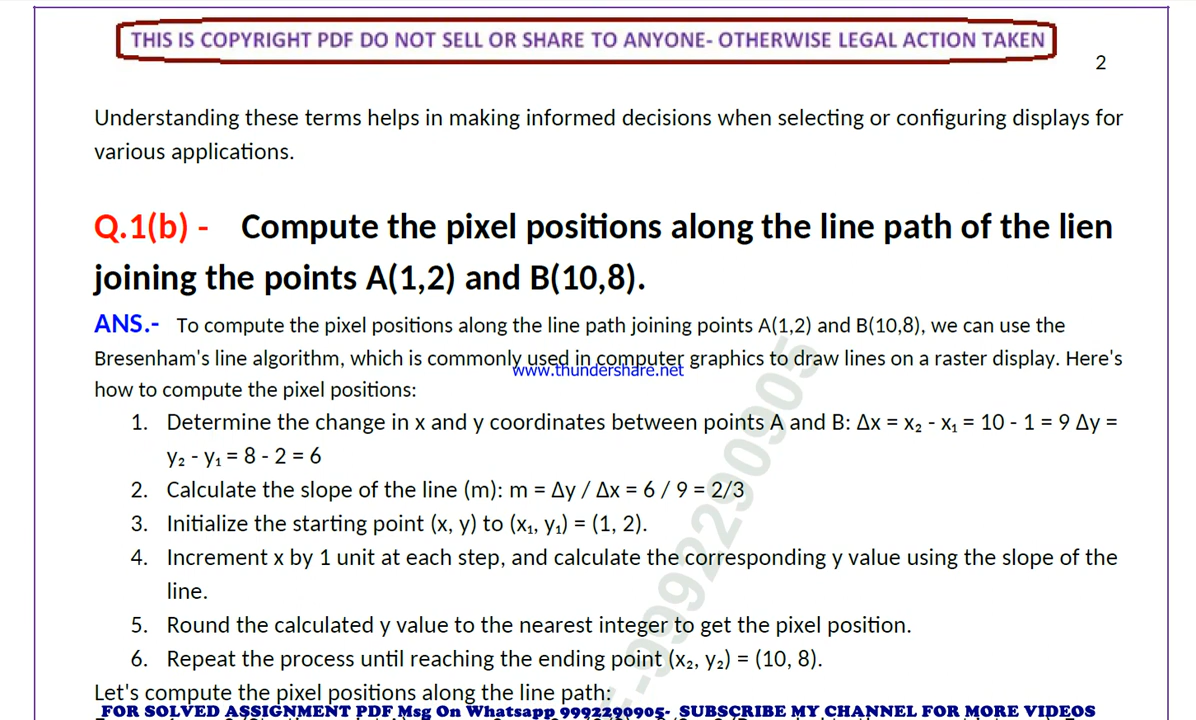 THIS IS COPYRIGHT PDF DO NOT SELL OR SHARE TO ANYONE- OTHERWISE LEGAL ACTION TAKEN
2
Understanding these terms helps in making informed decisions when selecting or configuring displays for
various applications.
Q.1(b) - Compute the pixel positions along the line path of the lien
joining the points A(1,2) and B(10,8).
ANS.- To compute the pixel positions along the line path joining points A(1,2) and B(10,8), we can use the
Bresenham's line algorithm, which is commonly used in computer graphics to draw lines on a raster display. Here's
www.thundershare.net
how to compute the pixel positions:
1. Determine the change in x and y coordinates between points A and B: Δx = x₂ - x₁ = 10 - 1 = 9 Δy =
y₂ - y₁ = 8 - 2 = 6
2. Calculate the slope of the line (m): m = Δy / Δx = 6 / 9 = 2/3
3. Initialize the starting point (x, y) to (x₁, y₁) = (1, 2).
4. Increment x by 1 unit at each step, and calculate the corresponding y value using the slope of the
line.
5. Round the calculated y value to the nearest integer to get the pixel position.
6. Repeat the process until reaching the ending point (x₂, y₂) = (10, 8).
Let's compute the pixel positions along the line path:
FOR SOLVED ASSIGNMENT PDF Msg On Whatsapp 9992290905- SUBSCRIBE MY CHANNEL FOR MORE VIDEOS
-9992290905